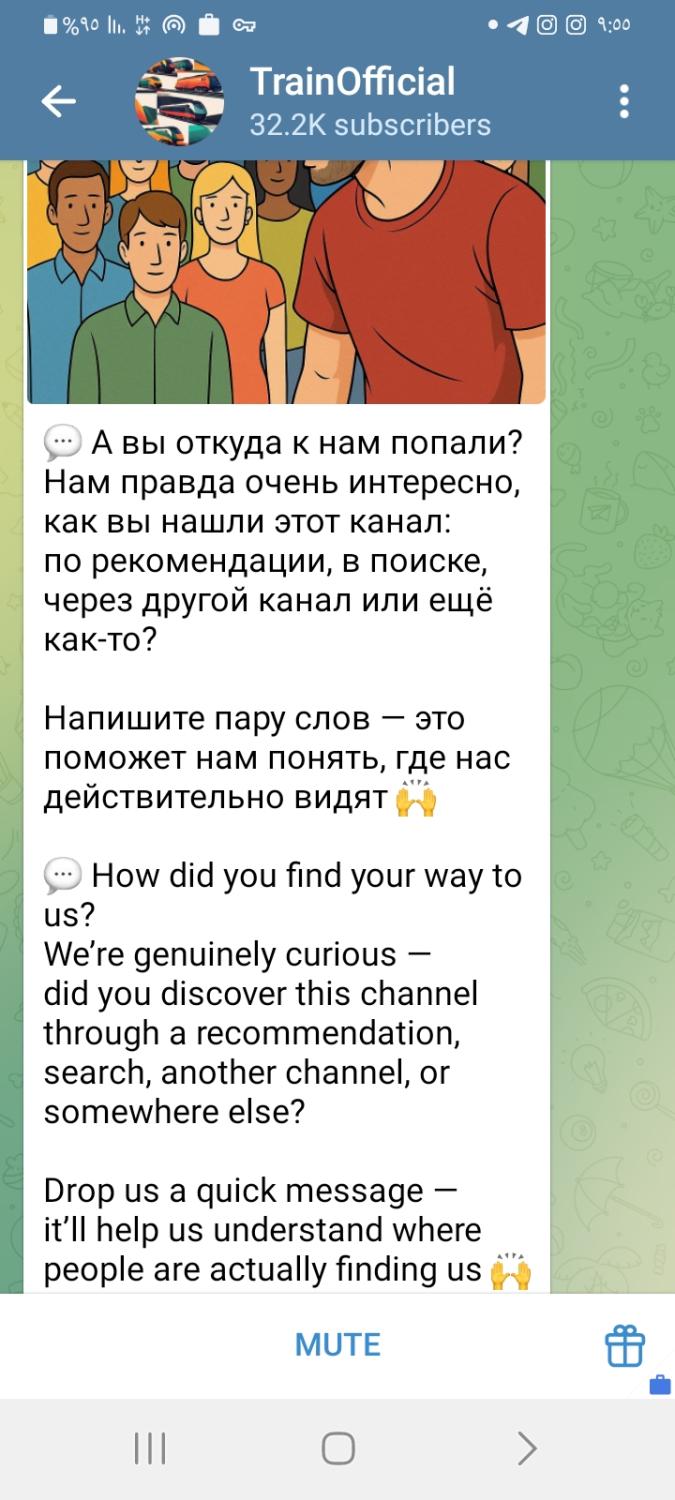 %۹۰
۹:۵۵
TrainOfficial
32.2K subscribers
💬 А вы откуда к нам попали?
Нам правда очень интересно,
как вы нашли этот канал:
по рекомендации, в поиске,
через другой канал или ещё
как-то?
Напишите пару слов — это
поможет нам понять, где нас
действительно видят 🙌
💬 How did you find your way to
us?
We’re genuinely curious —
did you discover this channel
through a recommendation,
search, another channel, or
somewhere else?
Drop us a quick message —
it’ll help us understand where
people are actually finding us 🙌
MUTE